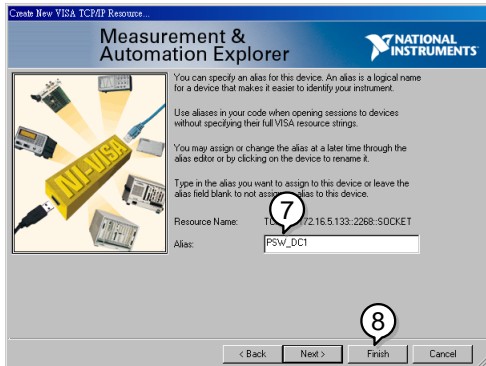 Create New VISA TCP/IP Resource...
Measurement &
Automation Explorer
NATIONAL
INSTRUMENTS
NI-VISA
You can specify an alias for this device. An alias is a logical name
for a device that makes it easier to identify your instrument.
Use aliases in your code when opening sessions to devices
without specifying their full VISA resource strings.
You may assign or change the alias at a later time through the
alias editor or by clicking on the device to rename it.
Type in the alias you want to assign to this device or leave the
alias field blank to not alias to this device.
7
Resource Name: 72.16.5.133::2268::SOCKET
Alias: PSW_DC1
8
< Back Next > Finish Cancel